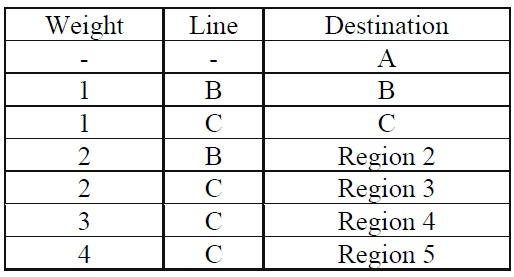 Weight Line Destination
- - A
1 B B
1 C C
2 B Region 2
2 C Region 3
3 C Region 4
4 C Region 5